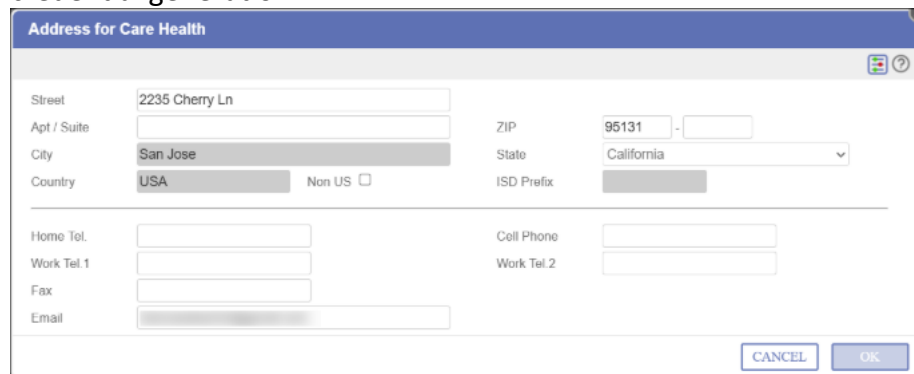 Address for Care Health
Street 2235 Cherry Ln
Apt / Suite ZIP 95131 -
City San Jose State California
Country USA Non US ISD Prefix
Home Tel. Cell Phone
Work Tel.1 Work Tel.2
Fax
Email
CANCEL OK